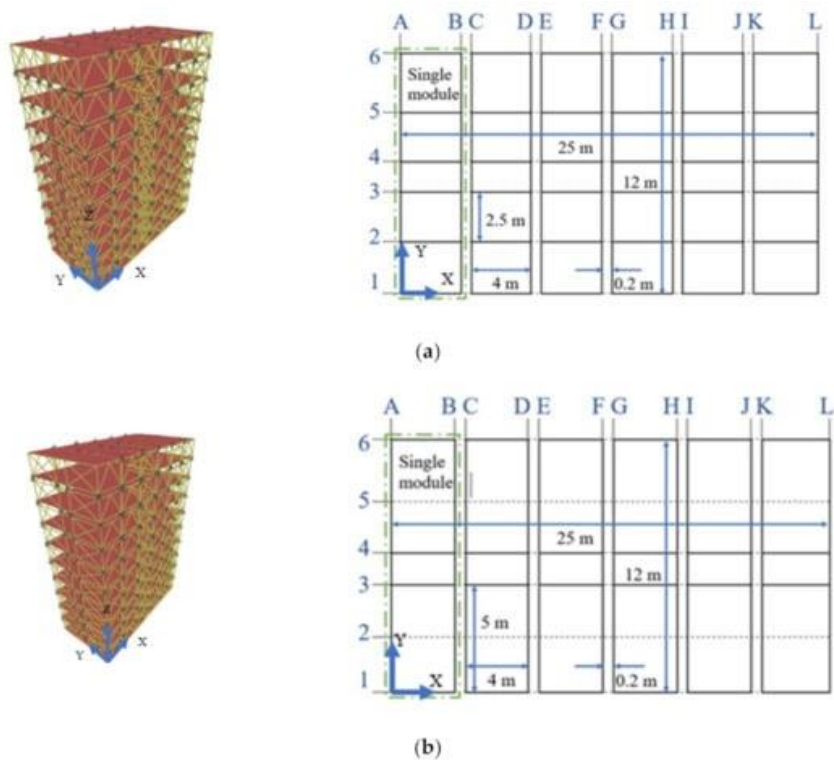 A B C D E F G H I J K L
6
Single
module
5
25 m
4
12 m
3
2.5 m
2
Y
X
4 m
0.2 m
1
Z
Y X
(a)
A B C D E F G H I J K L
6
Single
module
5
25 m
4
12 m
3
5 m
2
Y
X
4 m
0.2 m
1
Z
Y X
(b)